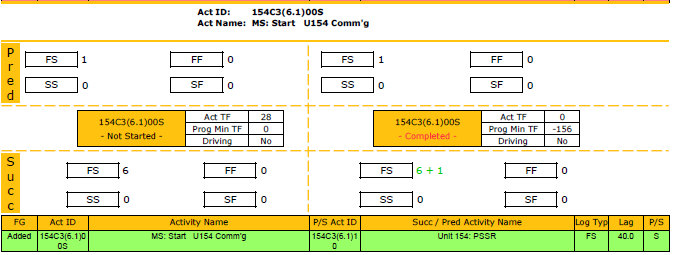 Act ID: 154C3(6.1)00S
Act Name: MS: Start U154 Comm'g
Pred
FS 1 FF 0 FS 1 FF 0
SS 0 SF 0 SS 0 SF 0
154C3(6.1)00S Act TF 28 154C3(6.1)00S Act TF 0
- Not Started - Prog Min TF 0 - Completed - Prog Min TF -156
Driving No Driving No
Succ
FS 6 FF 0 FS 6 + 1 FF 0
SS 0 SF 0 SS 0 SF 0
FG Act ID Activity Name P/S Act ID Succ / Pred Activity Name Log Typ Lag P/S
Added 154C3(6.1)0 MS: Start U154 Comm'g 154C3(6.1)1 Unit 154: PSSR FS 40.0 S
0S 0